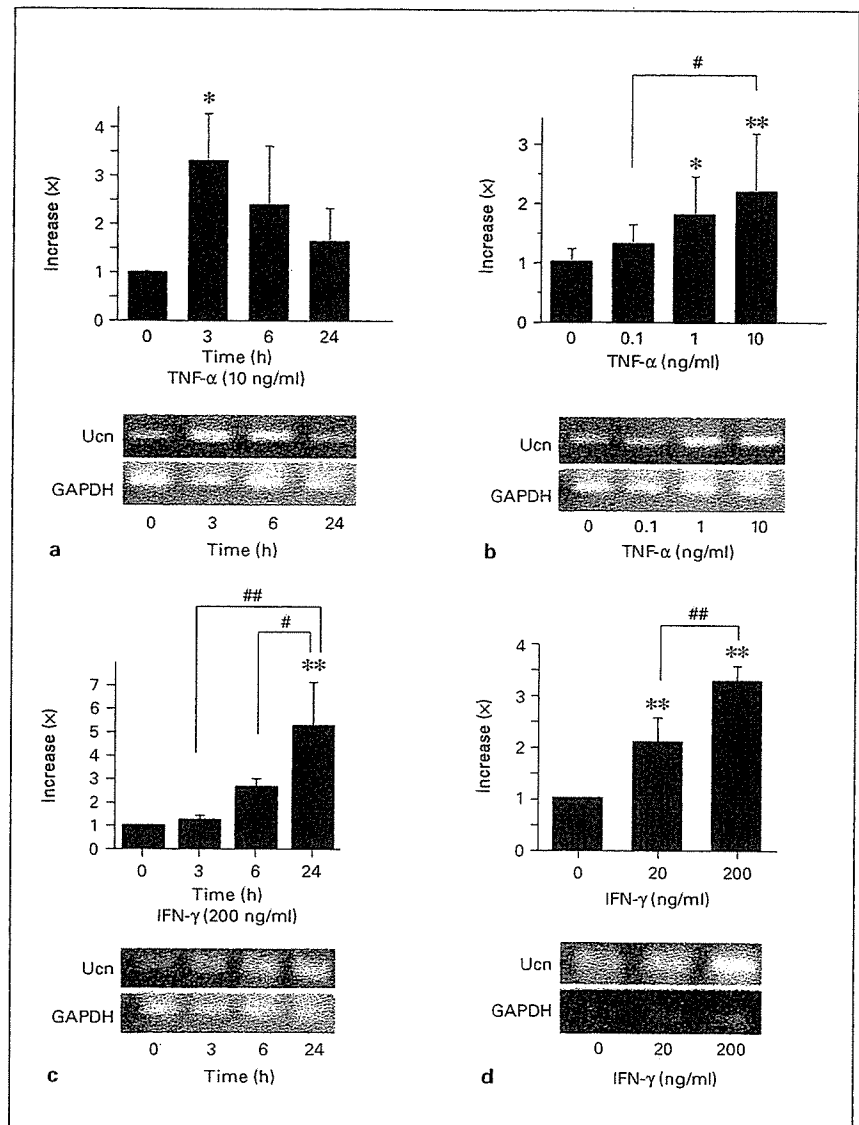 *
4
3
2
1
0
Increase (x)
0 3 6 24
Time (h)
TNF-α (10 ng/ml)
Ucn
GAPDH
0 3 6 24
a Time (h)
#
*
**
3
2
1
0
Increase (x)
0 0.1 1 10
TNF-α (ng/ml)
Ucn
GAPDH
0 0.1 1 10
b TNF-α (ng/ml)
##
#
**
7
6
5
4
3
2
1
0
Increase (x)
0 3 6 24
Time (h)
IFN-γ (200 ng/ml)
Ucn
GAPDH
0 3 6 24
c Time (h)
##
**
**
4
3
2
1
0
Increase (x)
0 20 200
IFN-γ (ng/ml)
Ucn
GAPDH
0 20 200
d IFN-γ (ng/ml)